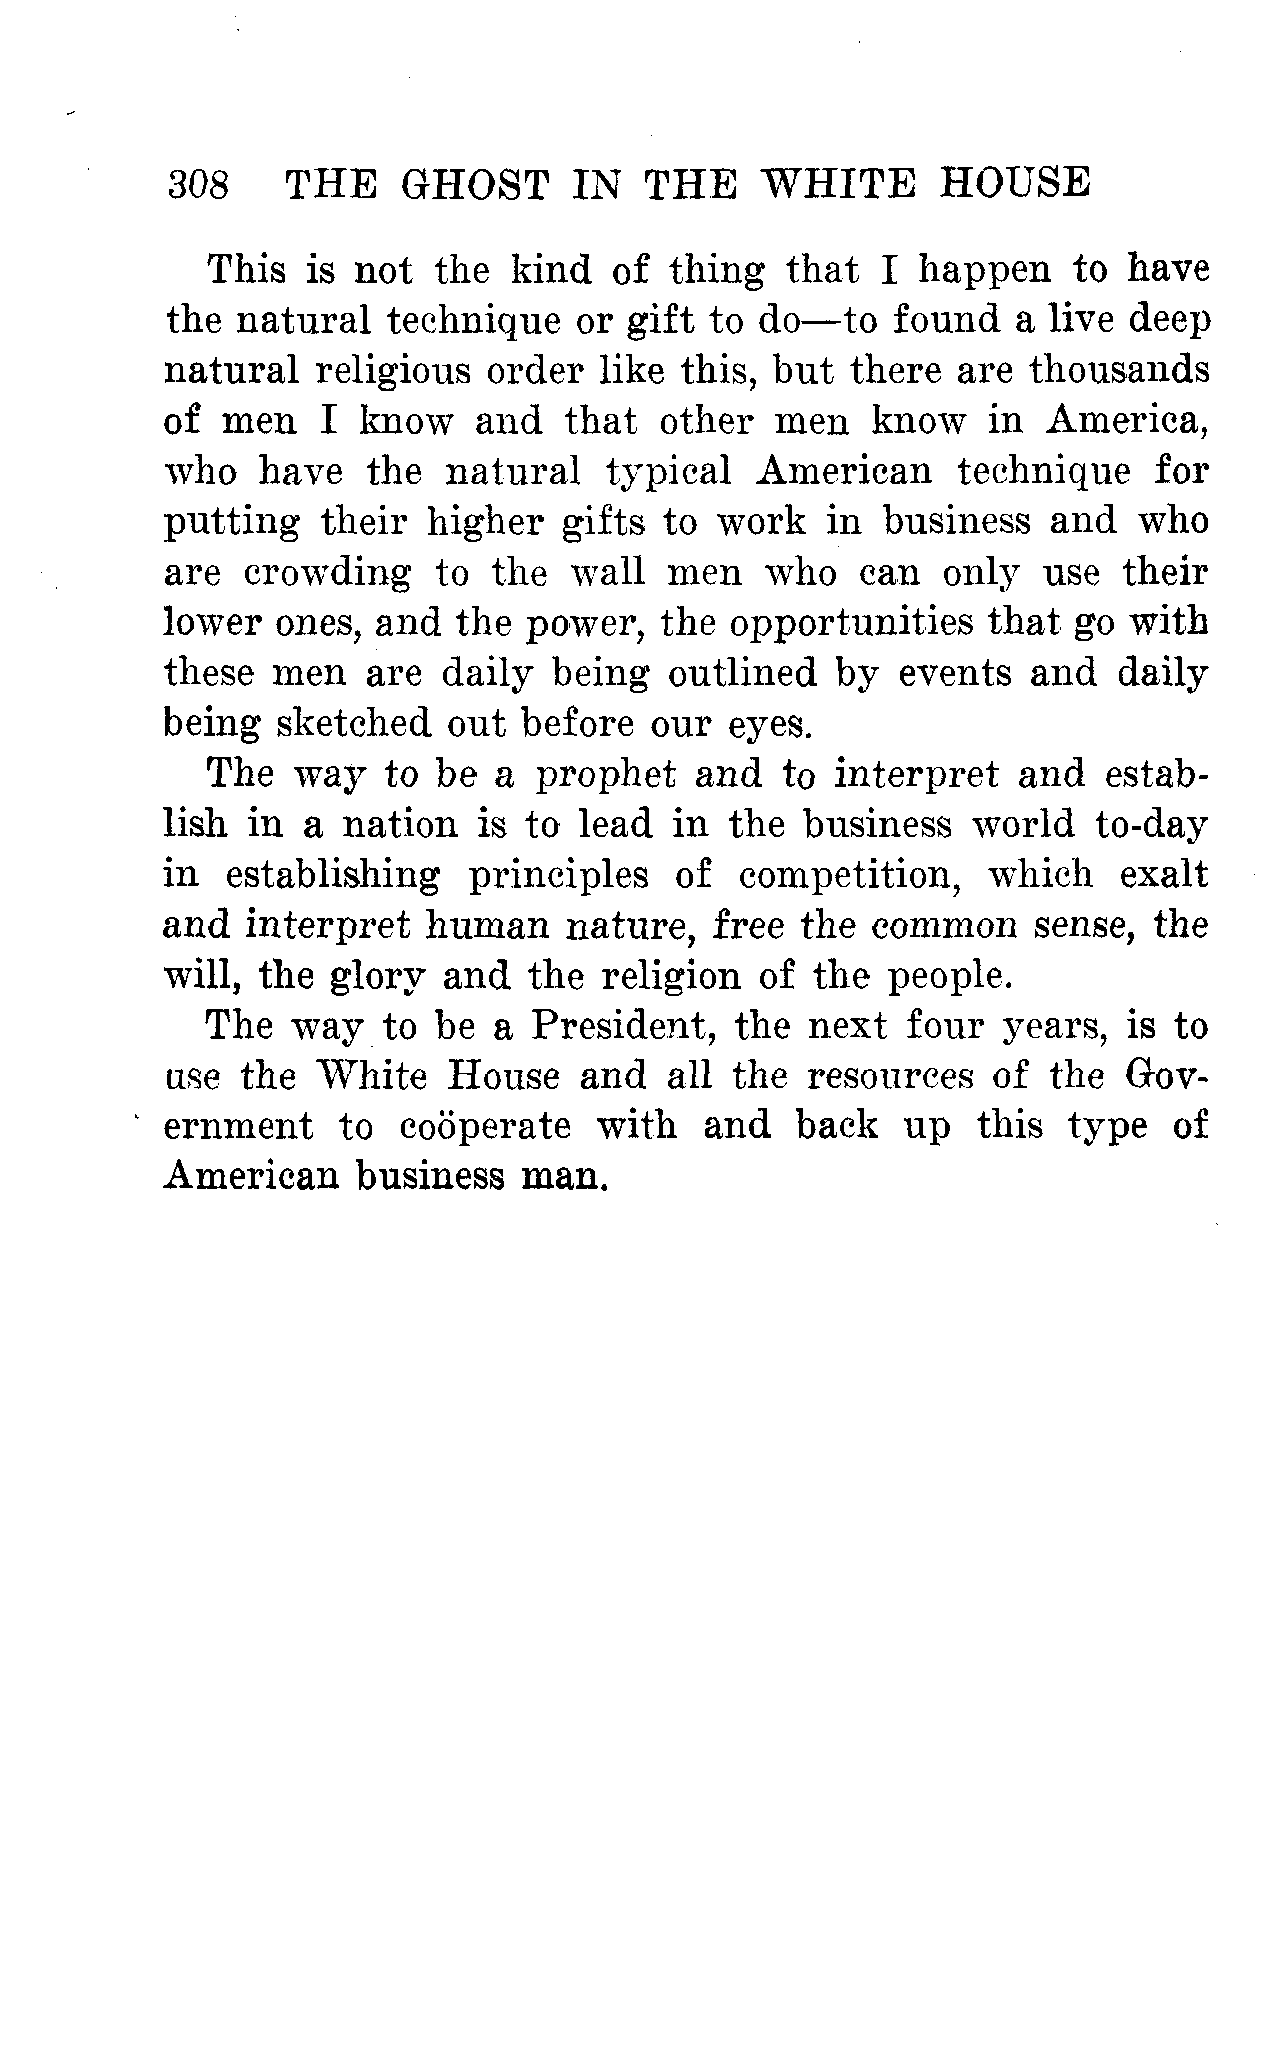 308 THE GHOST IN THE WHITE HOUSE
This is not the kind of thing that I happen to have
the natural technique or gift to do—to found a live deep
natural religious order like this, but there are thousands
of men I know and that other men know in America,
who have the natural typical American technique for
putting their higher gifts to work in business and who
are crowding to the wall men who can only use their
lower ones, and the power, the opportunities that go with
these men are daily being outlined by events and daily
being sketched out before our eyes.
The way to be a prophet and to interpret and estab-
lish in a nation is to lead in the business world to-day
in establishing principles of competition, which exalt
and interpret human nature, free the common sense, the
will, the glory and the religion of the people.
The way to be a President, the next four years, is to
use the White House and all the resources of the Gov-
ernment to coöperate with and back up this type of
American business man.